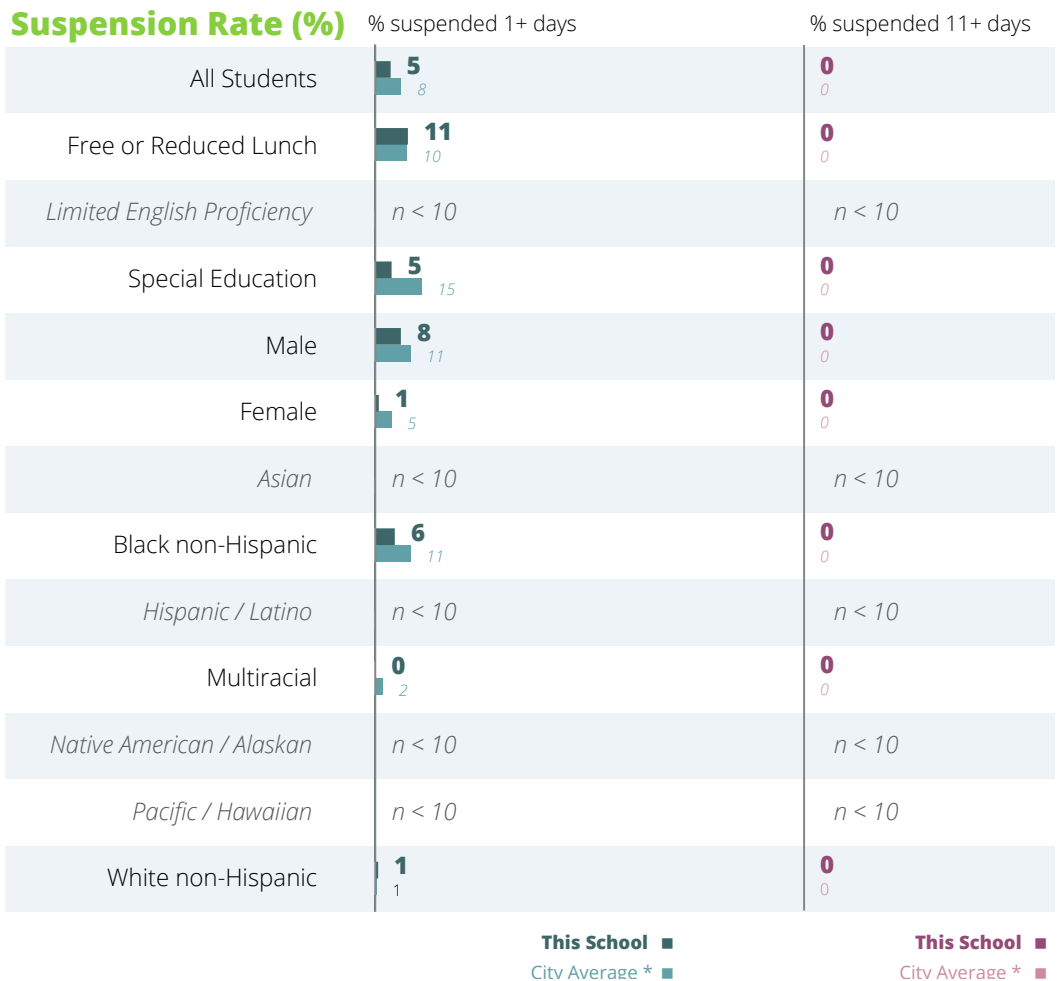 Suspension Rate (%) % suspended 1+ days % suspended 11+ days
All Students 5 0
8 0
Free or Reduced Lunch 11 0
10 0
Limited English Proficiency n < 10 n < 10
Special Education 5 0
15 0
Male 8 0
11 0
Female 1 0
5 0
Asian n < 10 n < 10
Black non-Hispanic 6 0
11 0
Hispanic / Latino n < 10 n < 10
Multiracial 0 0
2 0
Native American / Alaskan n < 10 n < 10
Pacific / Hawaiian n < 10 n < 10
White non-Hispanic 1 0
1 0
This School This School
City Average * City Average *